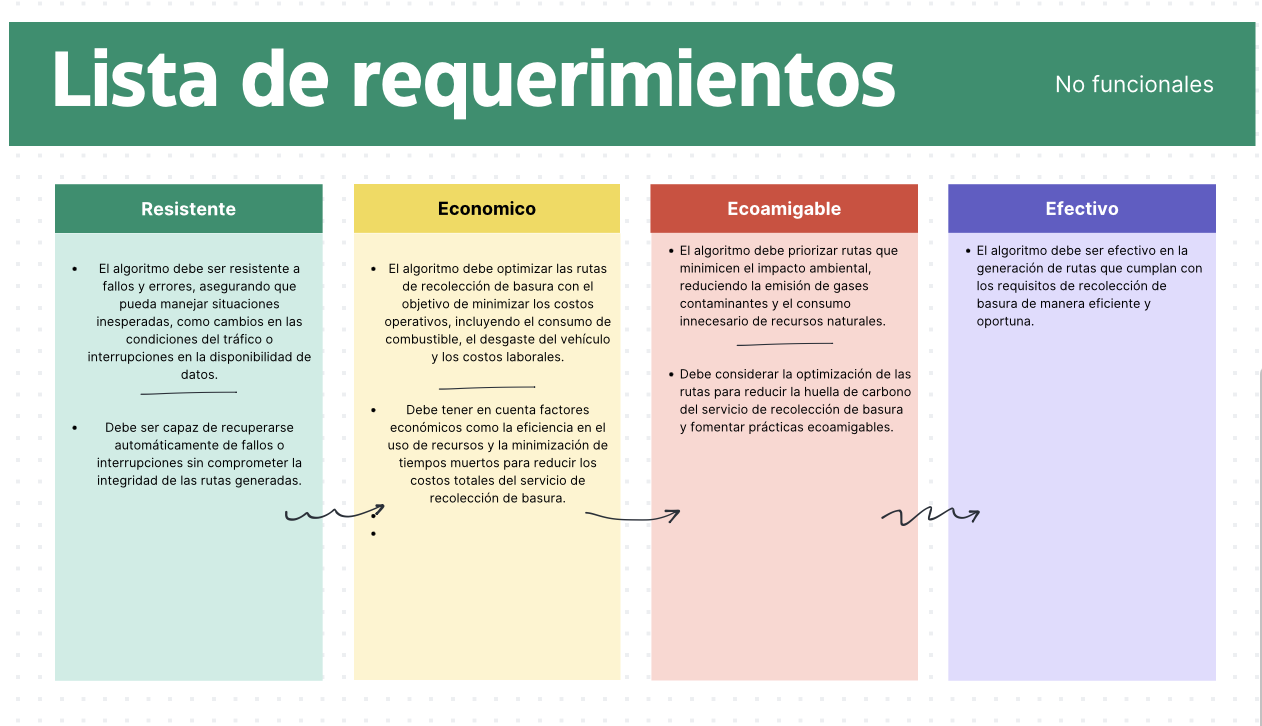 Lista de requerimientos
No funcionales
Resistente
• El algoritmo debe ser resistente a
fallos y errores, asegurando que
pueda manejar situaciones
inesperadas, como cambios en las
condiciones del tráfico o
interrupciones en la disponibilidad de
datos.
• Debe ser capaz de recuperarse
automáticamente de fallos o
interrupciones sin comprometer la
integridad de las rutas generadas.
Economico
• El algoritmo debe optimizar las rutas
de recolección de basura con el
objetivo de minimizar los costos
operativos, incluyendo el consumo de
combustible, el desgaste del vehículo
y los costos laborales.
• Debe tener en cuenta factores
económicos como la eficiencia en el
uso de recursos y la minimización de
tiempos muertos para reducir los
costos totales del servicio de
recolección de basura.
Ecoamigable
• El algoritmo debe priorizar rutas que
minimicen el impacto ambiental,
reduciendo la emisión de gases
contaminantes y el consumo
innecesario de recursos naturales.
• Debe considerar la optimización de las
rutas para reducir la huella de carbono
del servicio de recolección de basura
y fomentar prácticas ecoamigables.
Efectivo
• El algoritmo debe ser efectivo en la
generación de rutas que cumplan con
los requisitos de recolección de
basura de manera eficiente y
oportuna.